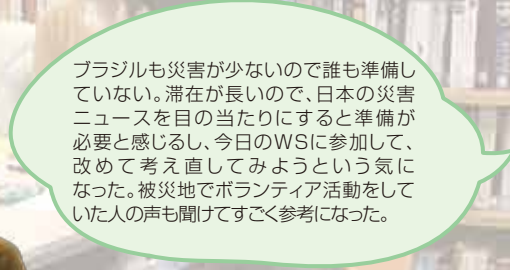 ブラジルも災害が少ないので誰も準備し
ていない。滞在が長いので、日本の災害
ニュースを目の当たりにすると準備が
必要と感じるし、今日のWSに参加して、
改めて考え直してみようという気に
なった。被災地でボランティア活動をして
いた人の声も聞けてすごく参考になった。